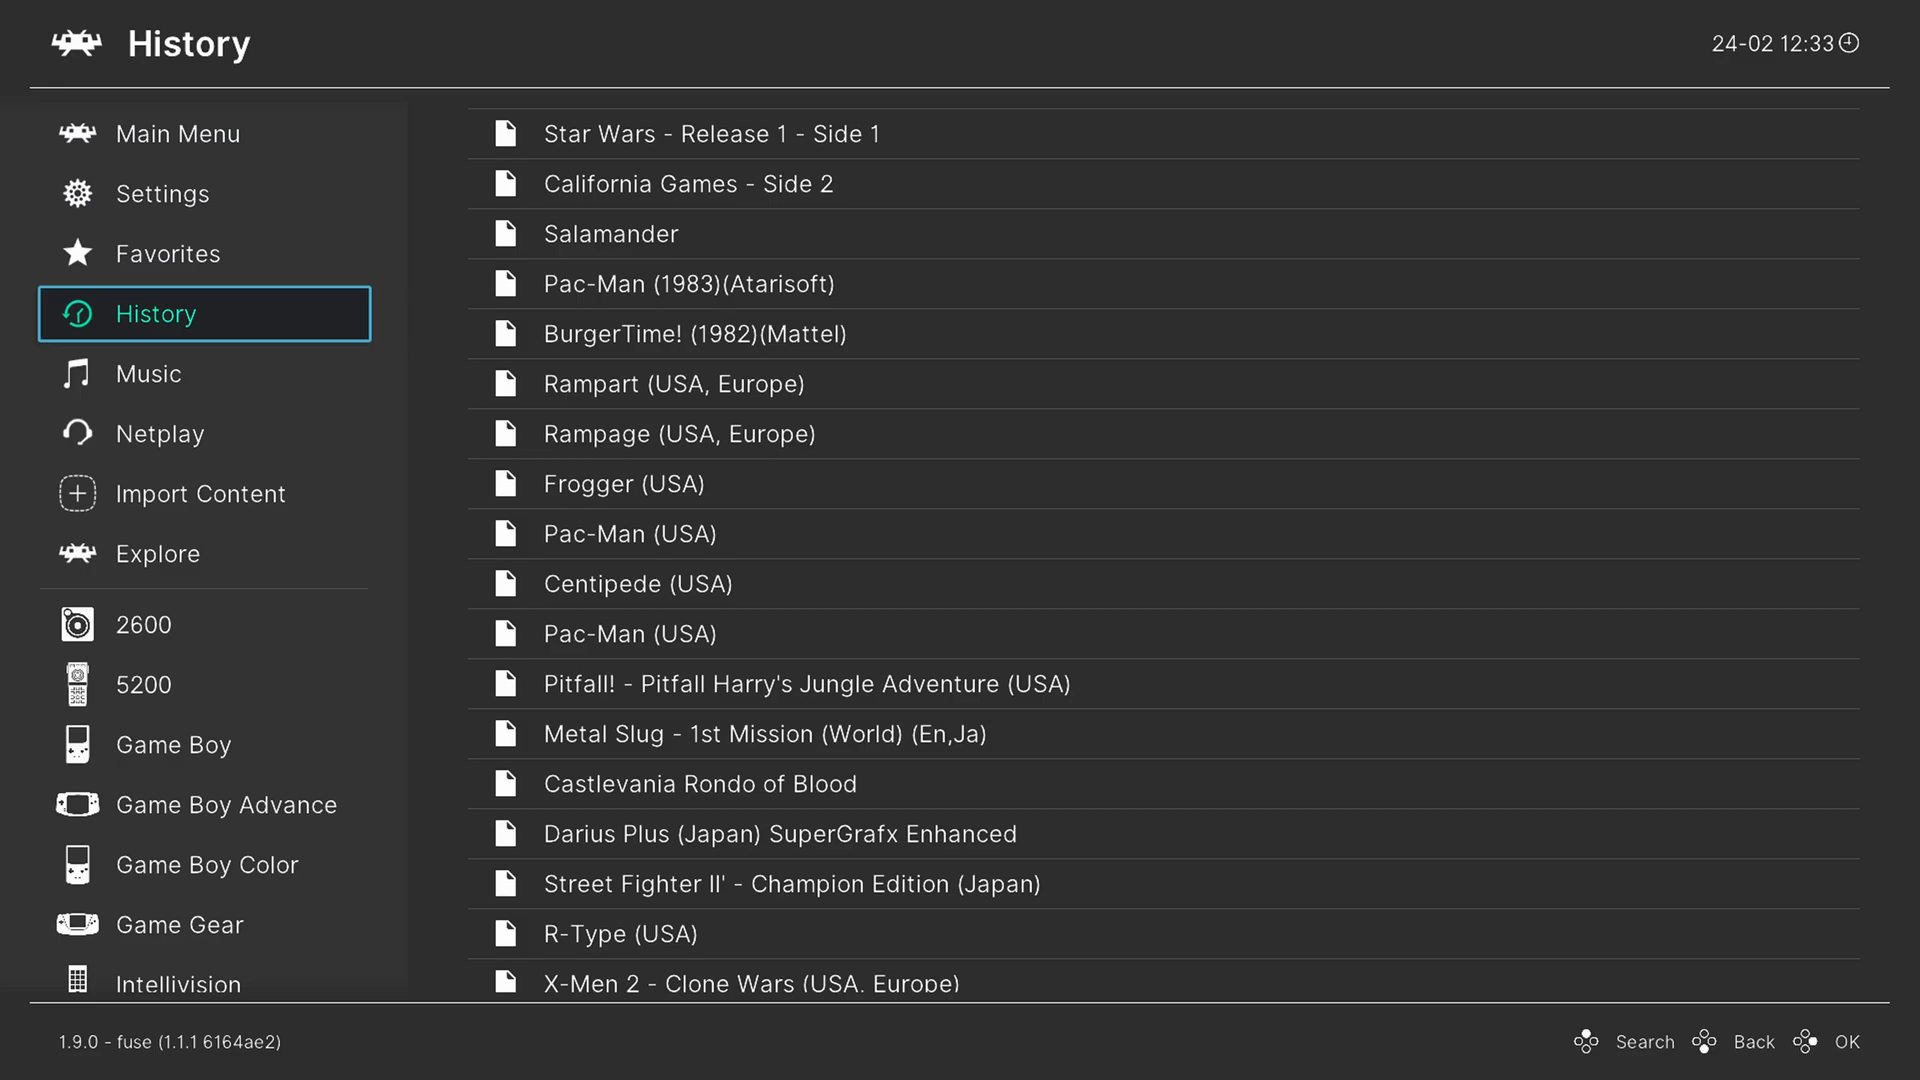 History
24-02 12:33
Main Menu
Settings
Favorites
History
Music
Netplay
Import Content
Explore
2600
5200
Game Boy
Game Boy Advance
Game Boy Color
Game Gear
Intellivision
Star Wars - Release 1 - Side 1
California Games - Side 2
Salamander
Pac-Man (1983)(Atarisoft)
BurgerTime! (1982)(Mattel)
Rampart (USA, Europe)
Rampage (USA, Europe)
Frogger (USA)
Pac-Man (USA)
Centipede (USA)
Pac-Man (USA)
Pitfall! - Pitfall Harry's Jungle Adventure (USA)
Metal Slug - 1st Mission (World) (En,Ja)
Castlevania Rondo of Blood
Darius Plus (Japan) SuperGrafx Enhanced
Street Fighter II' - Champion Edition (Japan)
R-Type (USA)
X-Men 2 - Clone Wars (USA, Europe)
1.9.0 - fuse (1.1.1 6164ae2)
Search Back OK